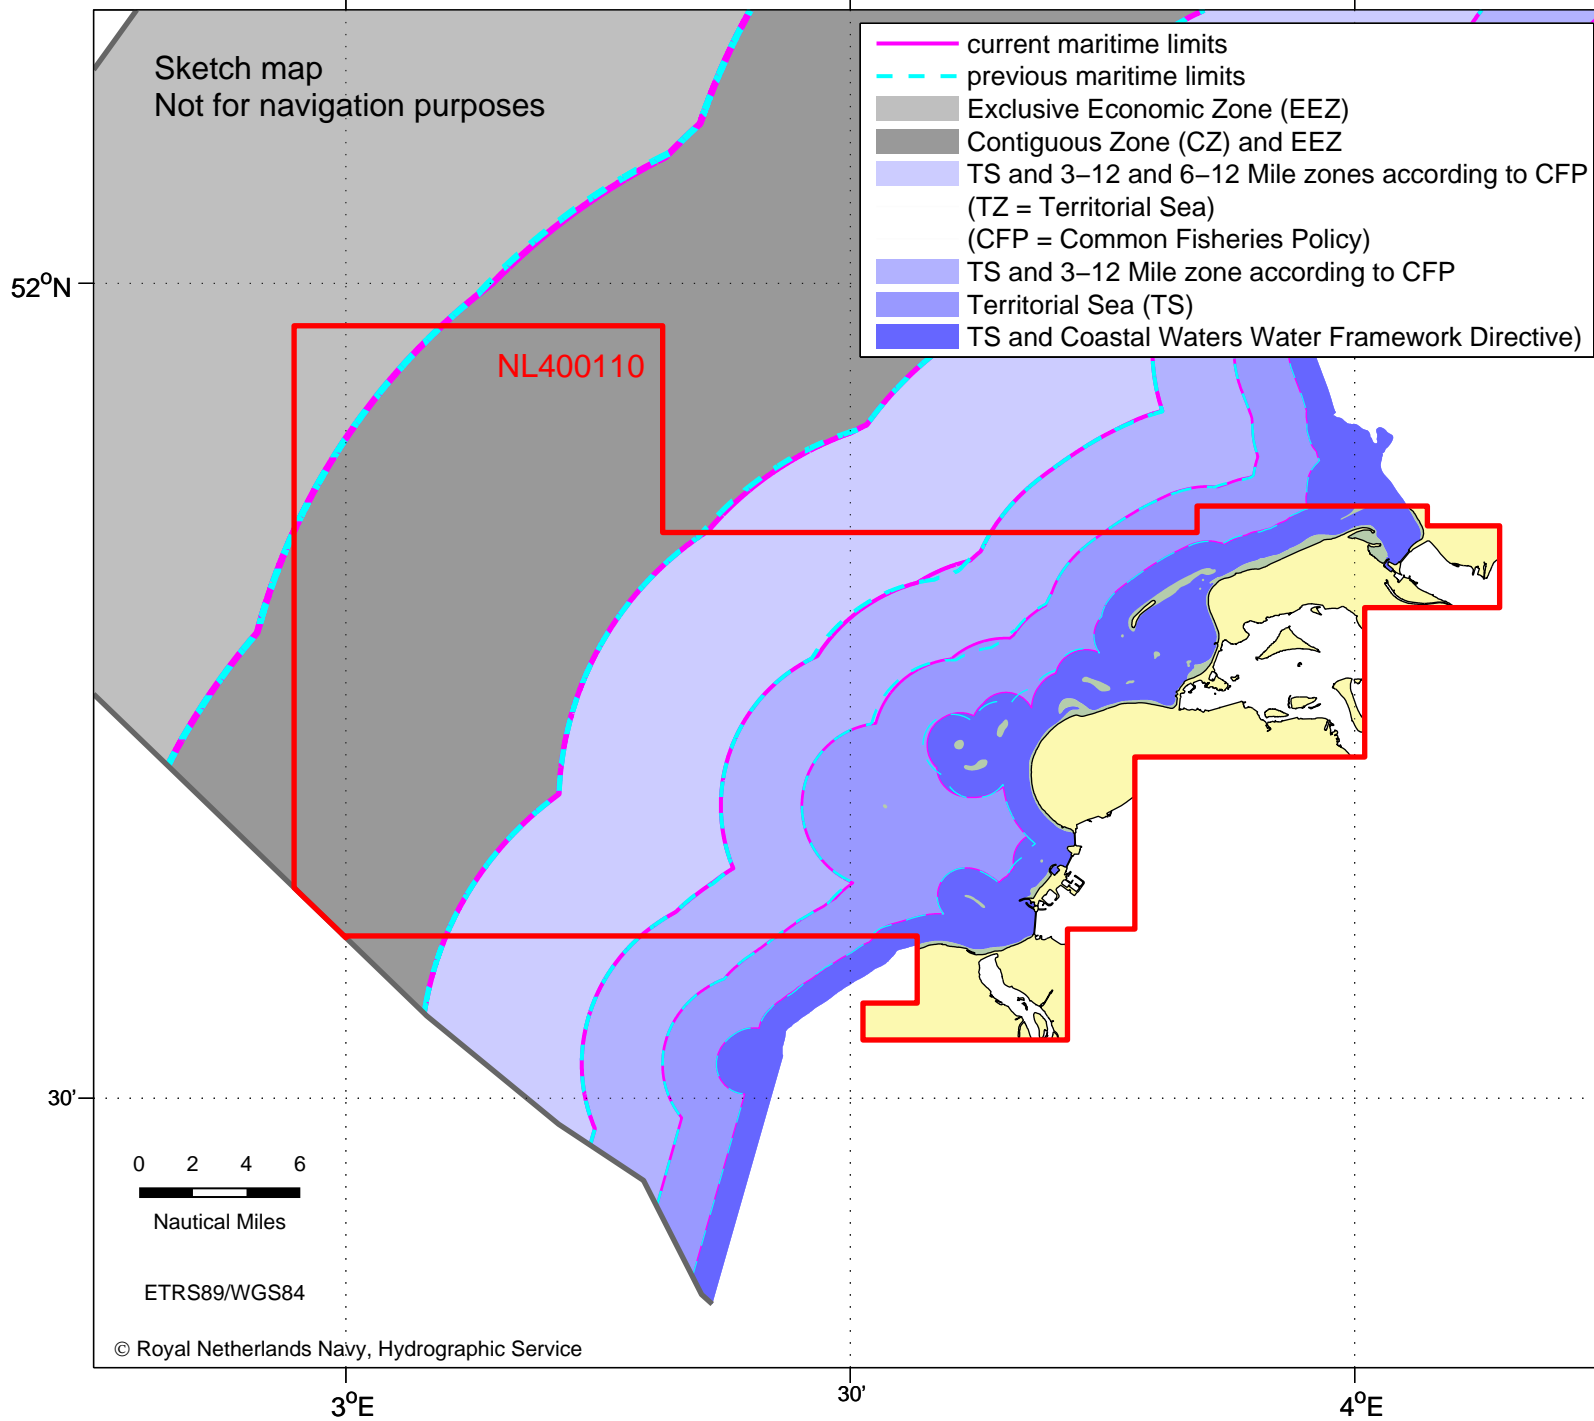 Sketch map
Not for navigation purposes
current maritime limits
previous maritime limits
Exclusive Economic Zone (EEZ)
Contiguous Zone (CZ) and EEZ
TS and 3–12 and 6–12 Mile zones according to CFP
(TZ = Territorial Sea)
(CFP = Common Fisheries Policy)
TS and 3–12 Mile zone according to CFP
Territorial Sea (TS)
TS and Coastal Waters Water Framework Directive)
52°N
NL400110
30'
0 2 4 6
Nautical Miles
ETRS89/WGS84
© Royal Netherlands Navy, Hydrographic Service
3°E 30' 4°E